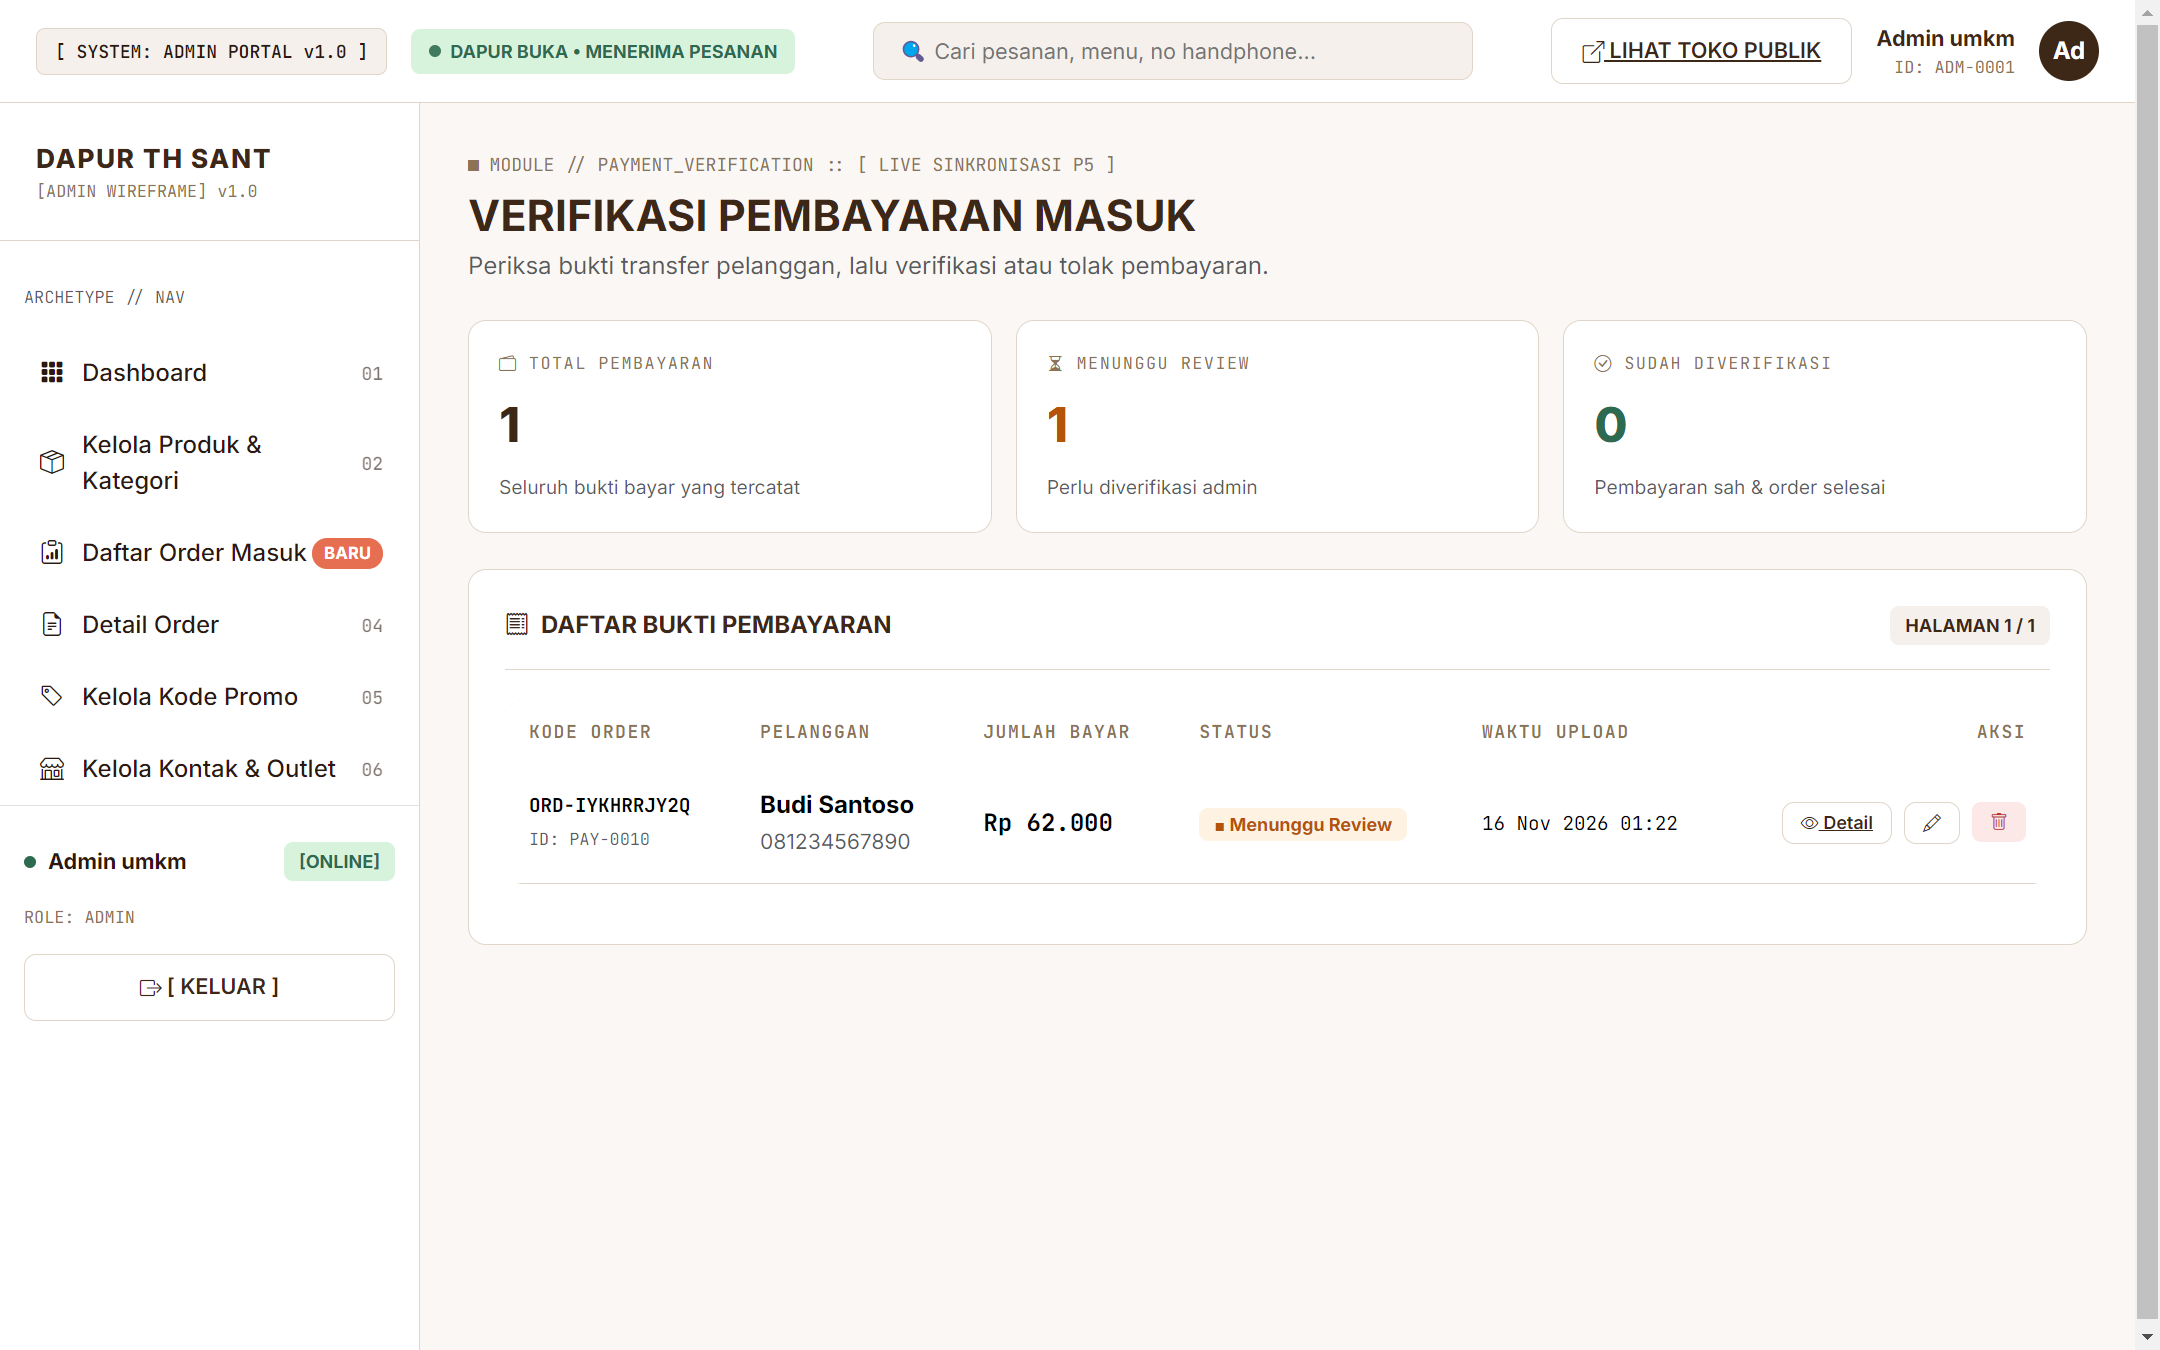 [ SYSTEM: ADMIN PORTAL v1.0 ]
DAPUR BUKA • MENERIMA PESANAN
Cari pesanan, menu, no handphone...
LIHAT TOKO PUBLIK
Admin umkm
ID: ADM-0001
Ad
DAPUR TH SANT
[ADMIN WIREFRAME] v1.0
ARCHETYPE // NAV
Dashboard 01
Kelola Produk &
Kategori
02
Daftar Order Masuk BARU
Detail Order 04
Kelola Kode Promo 05
Kelola Kontak & Outlet 06
Admin umkm [ONLINE]
ROLE: ADMIN
[ KELUAR ]
■ MODULE // PAYMENT_VERIFICATION :: [ LIVE SINKRONISASI P5 ]
VERIFIKASI PEMBAYARAN MASUK
Periksa bukti transfer pelanggan, lalu verifikasi atau tolak pembayaran.
TOTAL PEMBAYARAN
1
Seluruh bukti bayar yang tercatat
MENUNGGU REVIEW
1
Perlu diverifikasi admin
SUDAH DIVERIFIKASI
0
Pembayaran sah & order selesai
DAFTAR BUKTI PEMBAYARAN
HALAMAN 1 / 1
KODE ORDER PELANGGAN JUMLAH BAYAR STATUS WAKTU UPLOAD AKSI
ORD-IYKHRRJY2Q
ID: PAY-0010
Budi Santoso
081234567890
Rp 62.000
■ Menunggu Review
16 Nov 2026 01:22
Detail